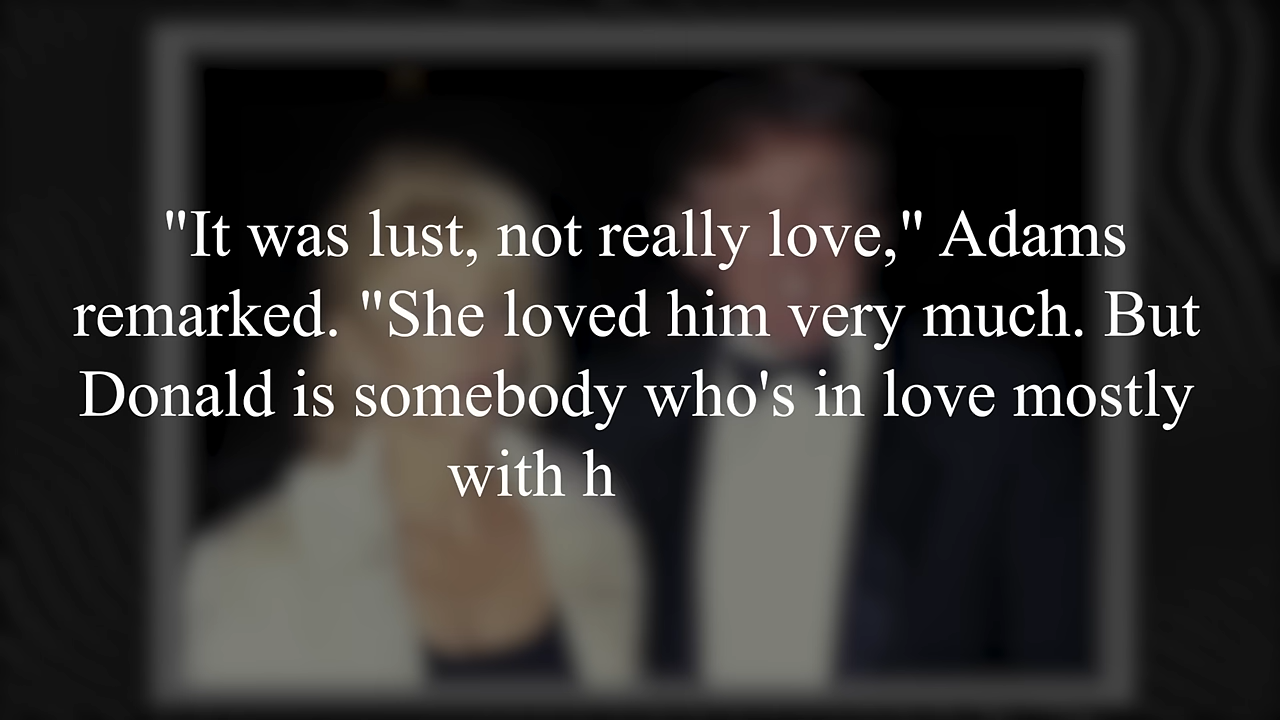 "It was lust, not really love," Adams
remarked. "She loved him very much. But
Donald is somebody who's in love mostly
with h